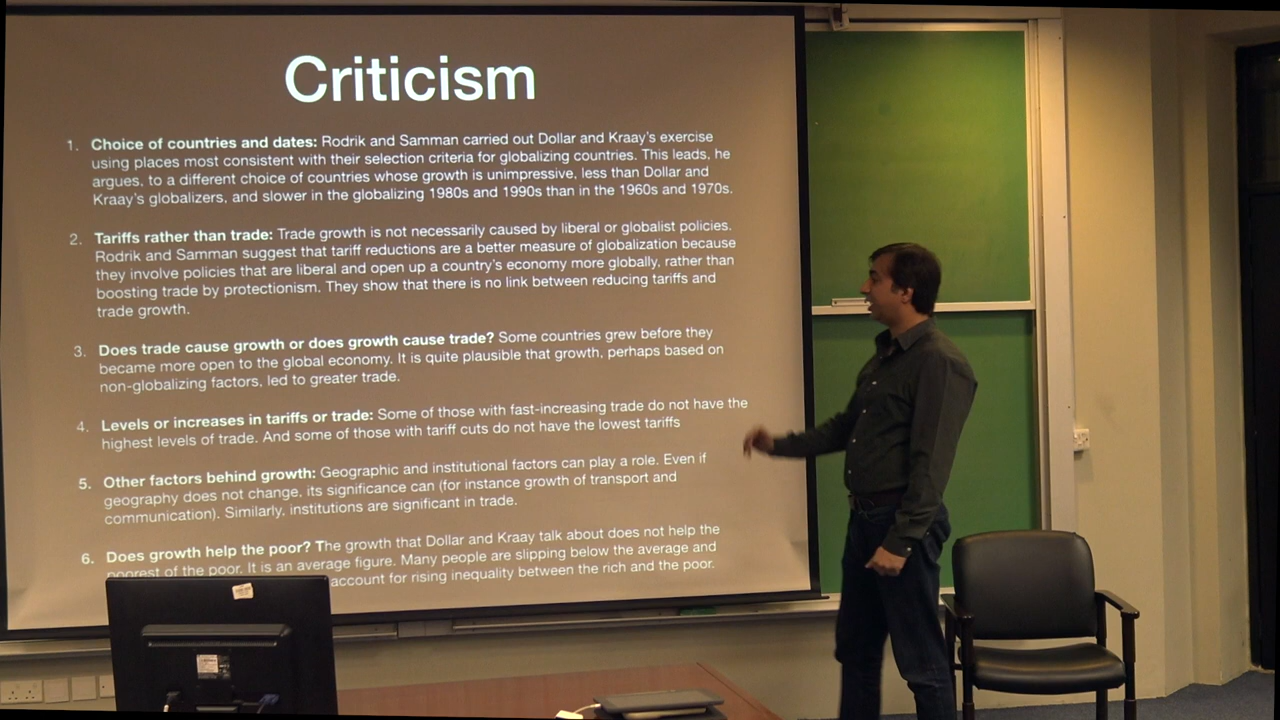 Criticism
1. Choice of countries and dates: Rodrik and Samman carried out Dollar and Kraay's exercise
using places most consistent with their selection criteria for globalizing countries. This leads, he
argues, to a different choice of countries whose growth is unimpressive, less than Dollar and
Kraay's globalizers, and slower in the globalizing 1980s and 1990s than in the 1960s and 1970s.
2. Tariffs rather than trade: Trade growth is not necessarily caused by liberal or globalist policies.
Rodrik and Samman suggest that tariff reductions are a better measure of globalization because
they involve policies that are liberal and open up a country's economy more globally, rather than
boosting trade by protectionism. They show that there is no link between reducing tariffs and
trade growth.
3. Does trade cause growth or does growth cause trade? Some countries grew before they
became more open to the global economy. It is quite plausible that growth, perhaps based on
non-globalizing factors, led to greater trade.
4. Levels or increases in tariffs or trade: Some of those with fast-increasing trade do not have the
highest levels of trade. And some of those with tariff cuts do not have the lowest tariffs
5. Other factors behind growth: Geographic and institutional factors can play a role. Even if
geography does not change, its significance can (for instance growth of transport and
communication). Similarly, institutions are significant in trade.
6. Does growth help the poor? The growth that Dollar and Kraay talk about does not help the
poorest of the poor. It is an average figure. Many people are slipping below the average and
account for rising inequality between the rich and the poor.